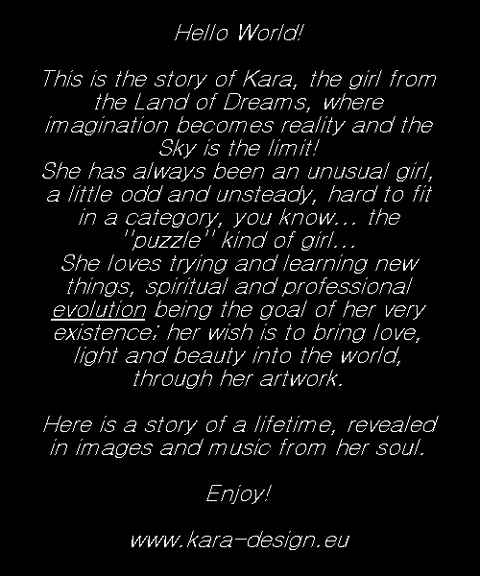 Hello World!
This is the story of Kara, the girl from
the Land of Dreams, where
imagination becomes reality and the
Sky is the limit!
She has always been an unusual girl,
a little odd and unsteady, hard to fit
in a category, you know... the
"puzzle" kind of girl...
She loves trying and learning new
things, spiritual and professional
evolution being the goal of her very
existence; her wish is to bring love,
light and beauty into the world,
through her artwork.
Here is a story of a lifetime, revealed
in images and music from her soul.
Enjoy!
www.kara-design.eu